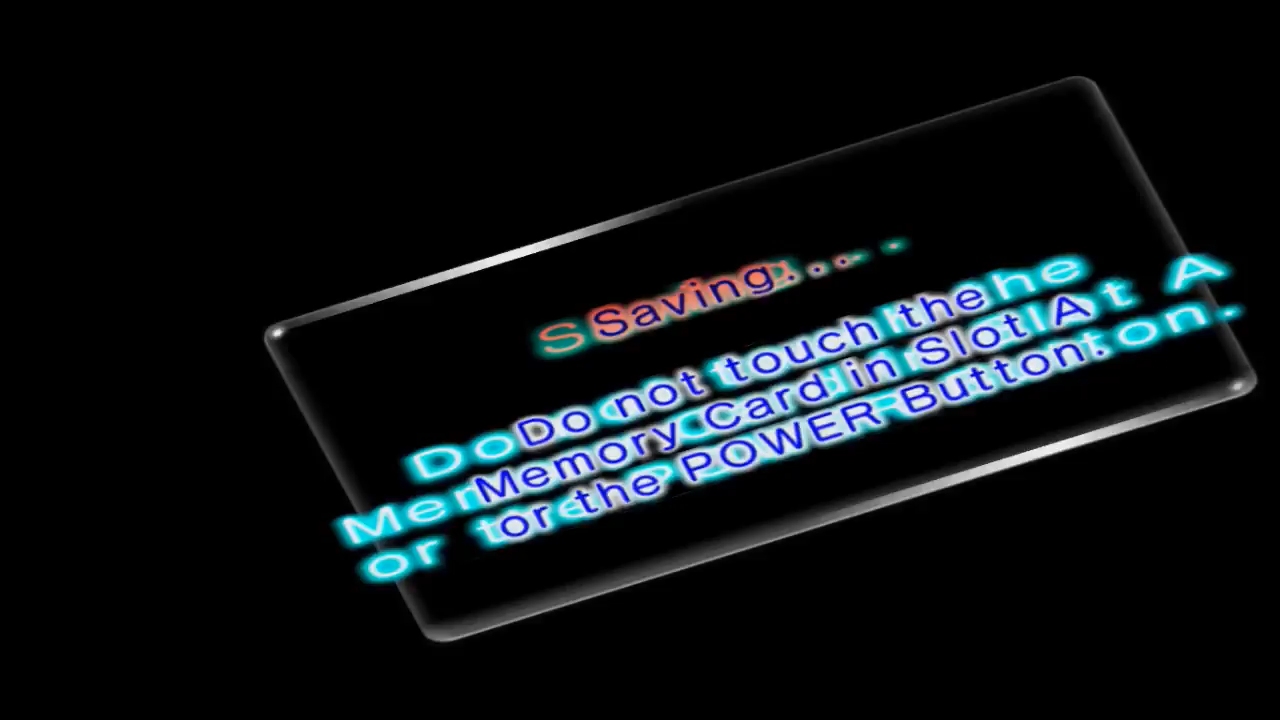 Saving....
Do not touch the
Memory Card in Slot A
or the POWER Button.